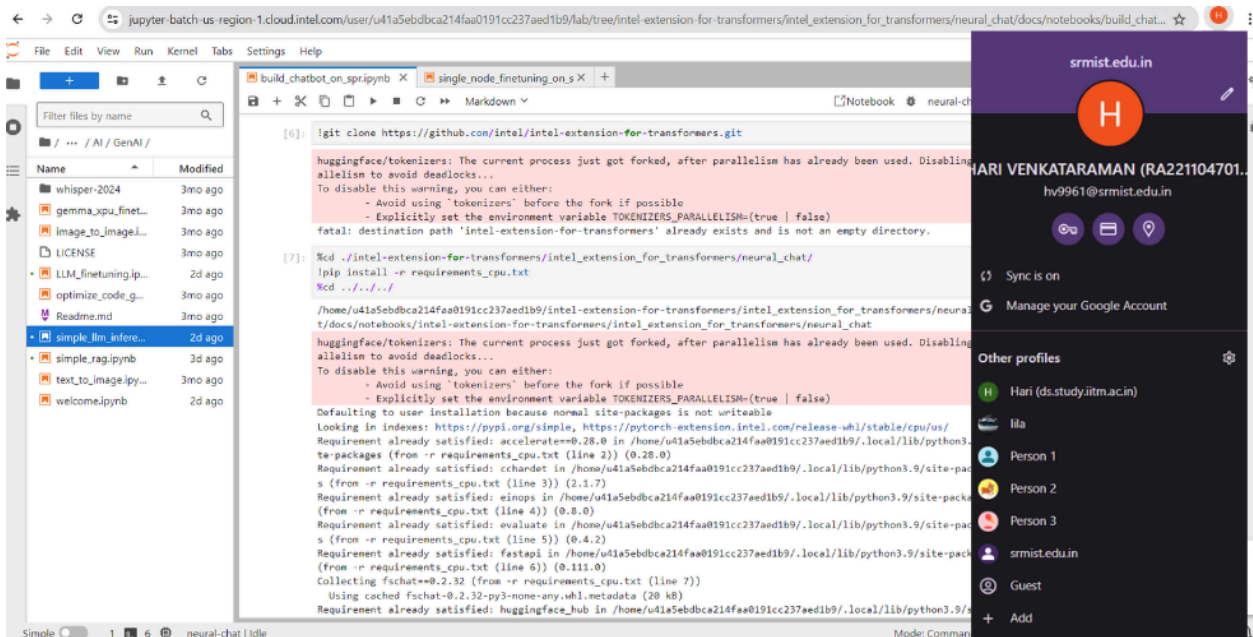 jupyter-batch-us-region-1.cloud.intel.com/user/u41a5ebdbca214faa0191cc237aed1b9/lab/tree/intel-extension-for-transformers/intel_extension_for_transformers/neural_chat/docs/notebooks/build_chat...
H
File Edit View Run Kernel Tabs Settings Help
Filter files by name
/ ··· / AI / GenAI /
Name Modified
whisper-2024 3mo ago
gemma_xpu_finet... 3mo ago
image_to_image.i... 3mo ago
LICENSE 3mo ago
LLM_finetuning.ip... 2d ago
optimize_code_g... 3mo ago
Readme.md 3mo ago
simple_llm_infere... 2d ago
simple_rag.ipynb 3d ago
text_to_image.ipy... 3mo ago
welcome.ipynb 2d ago
build_chatbot_on_spr.ipynb × single_node_finetuning_on_s × +
Markdown Notebook neural-ch
[6]: !git clone https://github.com/intel/intel-extension-for-transformers.git
huggingface/tokenizers: The current process just got forked, after parallelism has already been used. Disabling
allelism to avoid deadlocks...
To disable this warning, you can either:
- Avoid using `tokenizers` before the fork if possible
- Explicitly set the environment variable TOKENIZERS_PARALLELISM=(true | false)
fatal: destination path 'intel-extension-for-transformers' already exists and is not an empty directory.
[7]: %cd ./intel-extension-for-transformers/intel_extension_for_transformers/neural_chat/
!pip install -r requirements_cpu.txt
%cd ../../../
/home/u41a5ebdbca214faa0191cc237aed1b9/intel-extension-for-transformers/intel_extension_for_transformers/neura
t/docs/notebooks/intel-extension-for-transformers/intel_extension_for_transformers/neural_chat
huggingface/tokenizers: The current process just got forked, after parallelism has already been used. Disabling
allelism to avoid deadlocks...
To disable this warning, you can either:
- Avoid using `tokenizers` before the fork if possible
- Explicitly set the environment variable TOKENIZERS_PARALLELISM=(true | false)
Defaulting to user installation because normal site-packages is not writeable
Looking in indexes: https://pypi.org/simple, https://pytorch-extension.intel.com/release-whl/stable/cpu/us/
Requirement already satisfied: accelerate==0.28.0 in /home/u41a5ebdbca214faa0191cc237aed1b9/.local/lib/python3.
te-packages (from -r requirements_cpu.txt (line 2)) (0.28.0)
Requirement already satisfied: cchardet in /home/u41a5ebdbca214faa0191cc237aed1b9/.local/lib/python3.9/site-pac
s (from -r requirements_cpu.txt (line 3)) (2.1.7)
Requirement already satisfied: einops in /home/u41a5ebdbca214faa0191cc237aed1b9/.local/lib/python3.9/site-packa
(from -r requirements_cpu.txt (line 4)) (0.8.0)
Requirement already satisfied: evaluate in /home/u41a5ebdbca214faa0191cc237aed1b9/.local/lib/python3.9/site-pac
s (from -r requirements_cpu.txt (line 5)) (0.4.2)
Requirement already satisfied: fastapi in /home/u41a5ebdbca214faa0191cc237aed1b9/.local/lib/python3.9/site-pack
(from -r requirements_cpu.txt (line 6)) (0.111.0)
Collecting fschat==0.2.32 (from -r requirements_cpu.txt (line 7))
Using cached fschat-0.2.32-py3-none-any.whl.metadata (20 kB)
Requirement already satisfied: huggingface_hub in /home/u41a5ebdbca214faa0191cc237aed1b9/.local/lib/python3.9/s
Simple 1 6 neural-chat | Idle Mode: Comman
srmist.edu.in
H
HARI VENKATARAMAN (RA221104701...
hv9961@srmist.edu.in
Sync is on
G Manage your Google Account
Other profiles
H Hari (ds.study.iitm.ac.in)
lila
Person 1
Person 2
Person 3
srmist.edu.in
Guest
+ Add